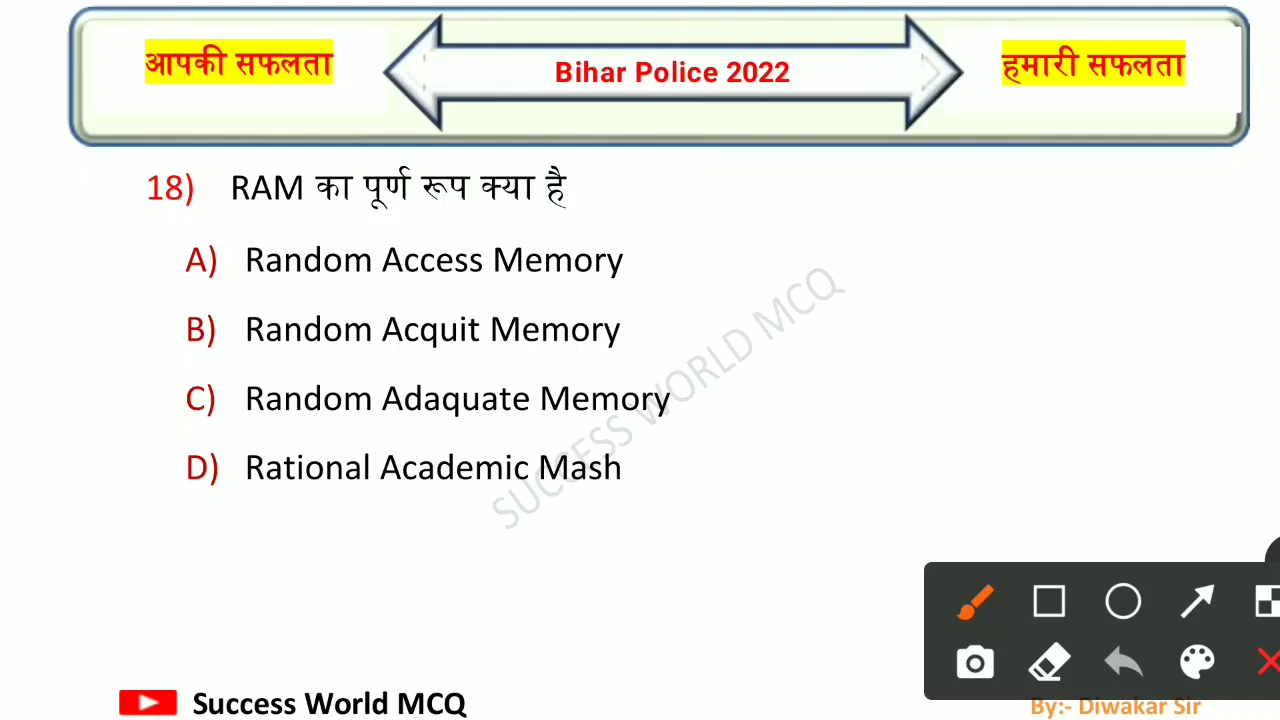 आपकी सफलता
Bihar Police 2022
हमारी सफलता
18) RAM का पूर्ण रूप क्या है
A) Random Access Memory
B) Random Acquit Memory
C) Random Adaquate Memory
D) Rational Academic Mash
SUCCESS WORLD MCQ
Success World MCQ
By:- Diwakar Sir